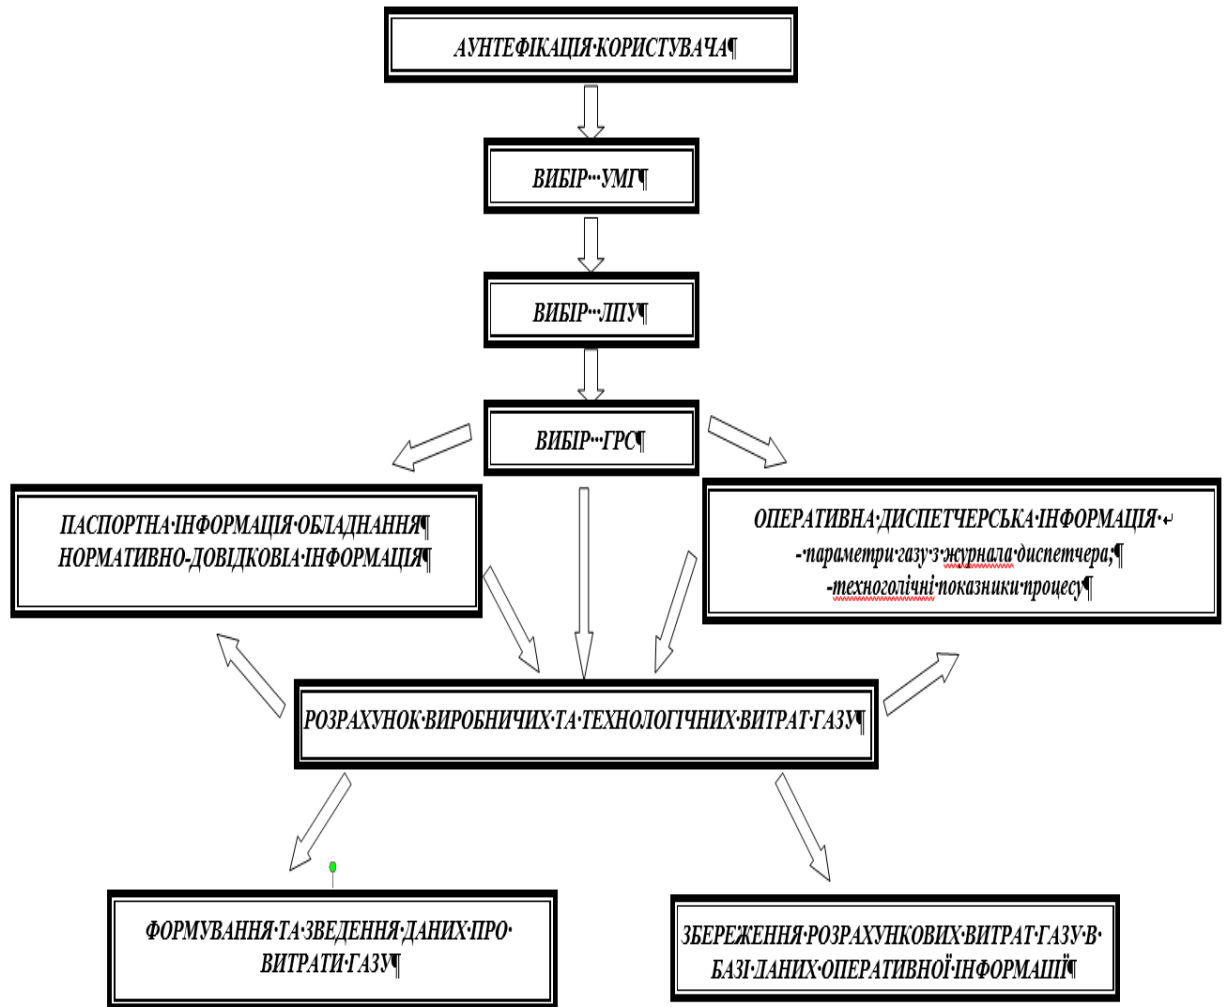 АУНТЕФІКАЦІЯ·КОРИСТУВАЧА¶
ВИБІР···УМГ¶
ВИБІР···ЛПУ¶
ВИБІР···ГРС¶
ПАСПОРТНА·ІНФОРМАЦІЯ·ОБЛАДНАННЯ¶
НОРМАТИВНО-ДОВІДКОВІА·ІНФОРМАЦІЯ¶
ОПЕРАТИВНА·ДИСПЕТЧЕРСЬКА·ІНФОРМАЦІЯ·↵
-·параметри·газу·з·журнала·диспетчера;¶
-техноголічні·показники·процесу¶
РОЗРАХУНОК·ВИРОБНИЧИХ·ТА·ТЕХНОЛОГІЧНИХ·ВИТРАТ·ГАЗУ¶
ФОРМУВАННЯ·ТА·ЗВЕДЕННЯ·ДАНИХ·ПРО·
ВИТРАТИ·ГАЗУ¶
ЗБЕРЕЖЕННЯ·РОЗРАХУНКОВИХ·ВИТРАТ·ГАЗУ·В·
БАЗІ·ДАНИХ·ОПЕРАТИВНОЇ·ІНФОРМАЦІЇ¶